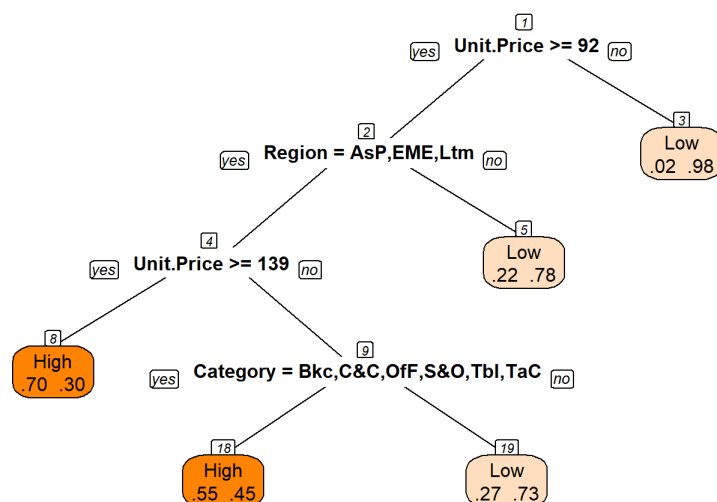 1
yes Unit.Price >= 92 no
2
3
yes Region = AsP,EME,Ltm no
Low
.02 .98
4
5
yes Unit.Price >= 139 no
Low
.22 .78
8
9
High
.70 .30
yes Category = Bkc,C&C,OfF,S&O,Tbl,TaC no
18
19
High
.55 .45
Low
.27 .73